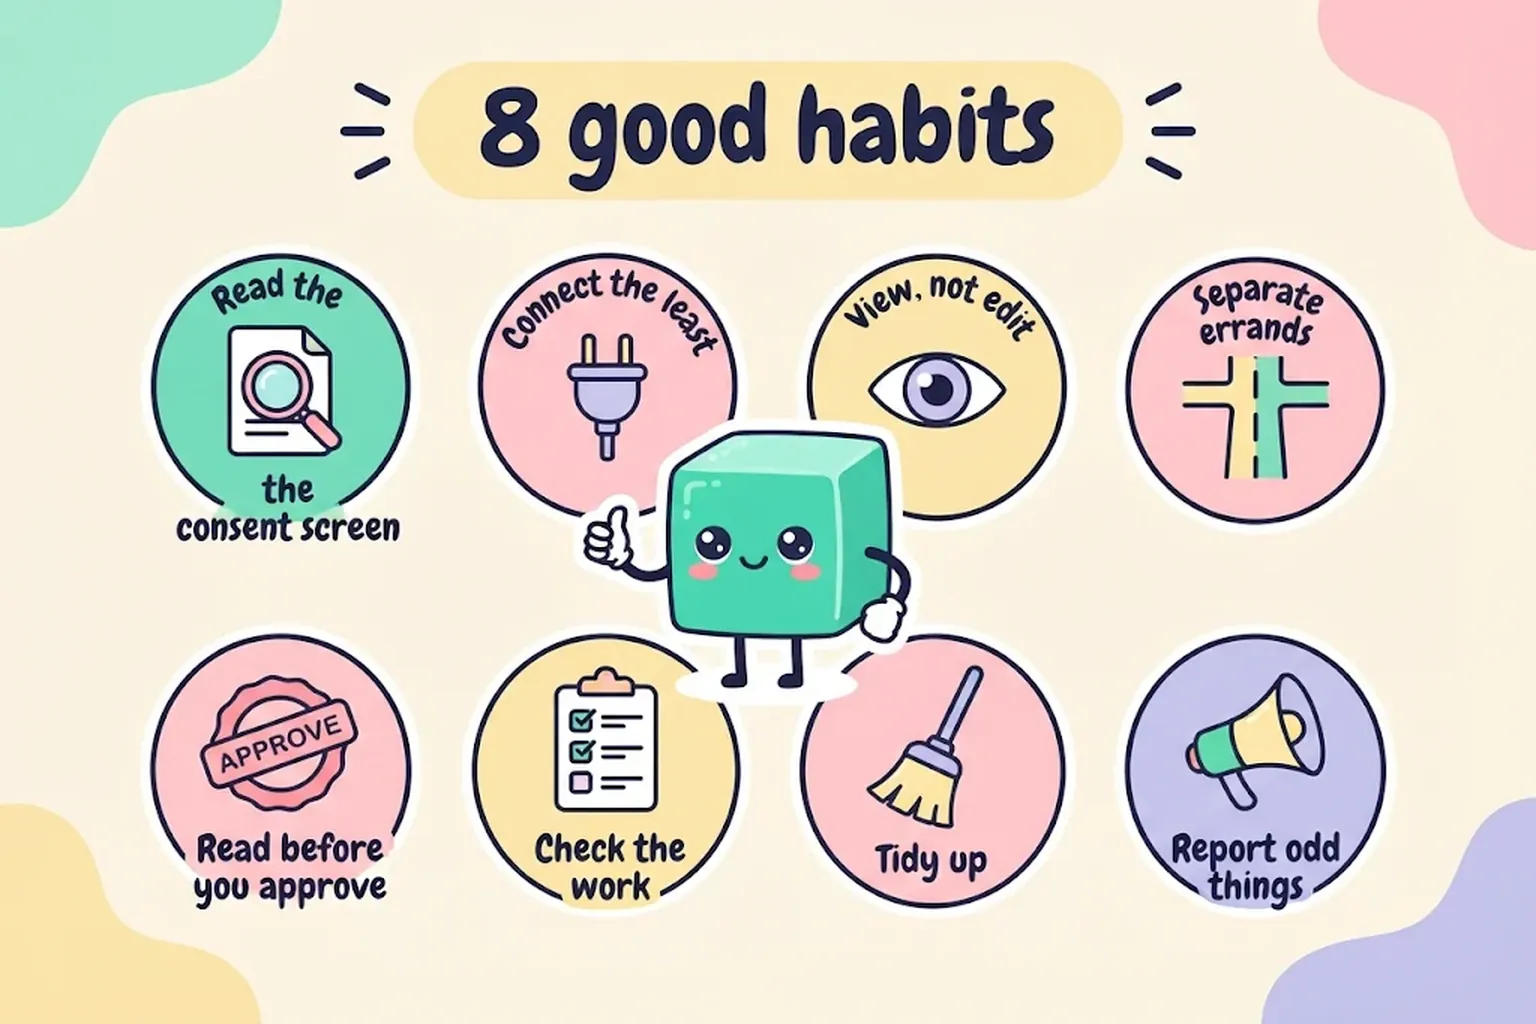 8 good habits
Read the
the
consent screen
Connect the least
View, not edit
Separate
errands
APPROVE
Read before
you approve
Check the
work
Tidy up
Report odd
things